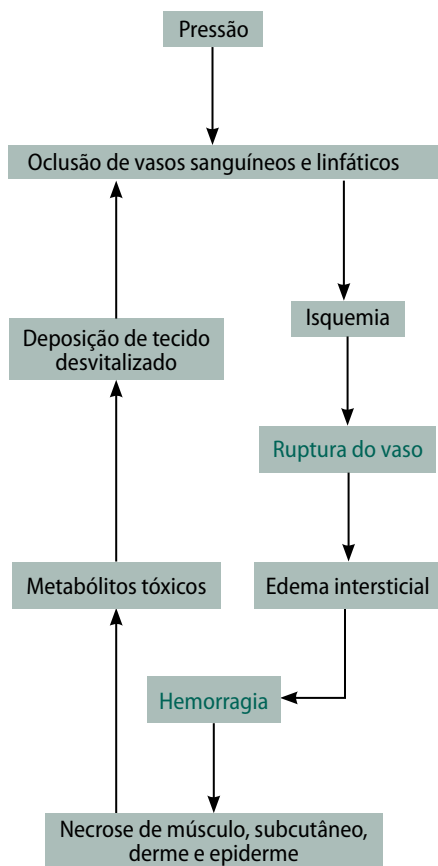 Pressão
Oclusão de vasos sanguíneos e linfáticos
Isquemia
Deposição de tecido
desvitalizado
Ruptura do vaso
Metabólitos tóxicos
Edema intersticial
Hemorragia
Necrose de músculo, subcutâneo,
derme e epiderme